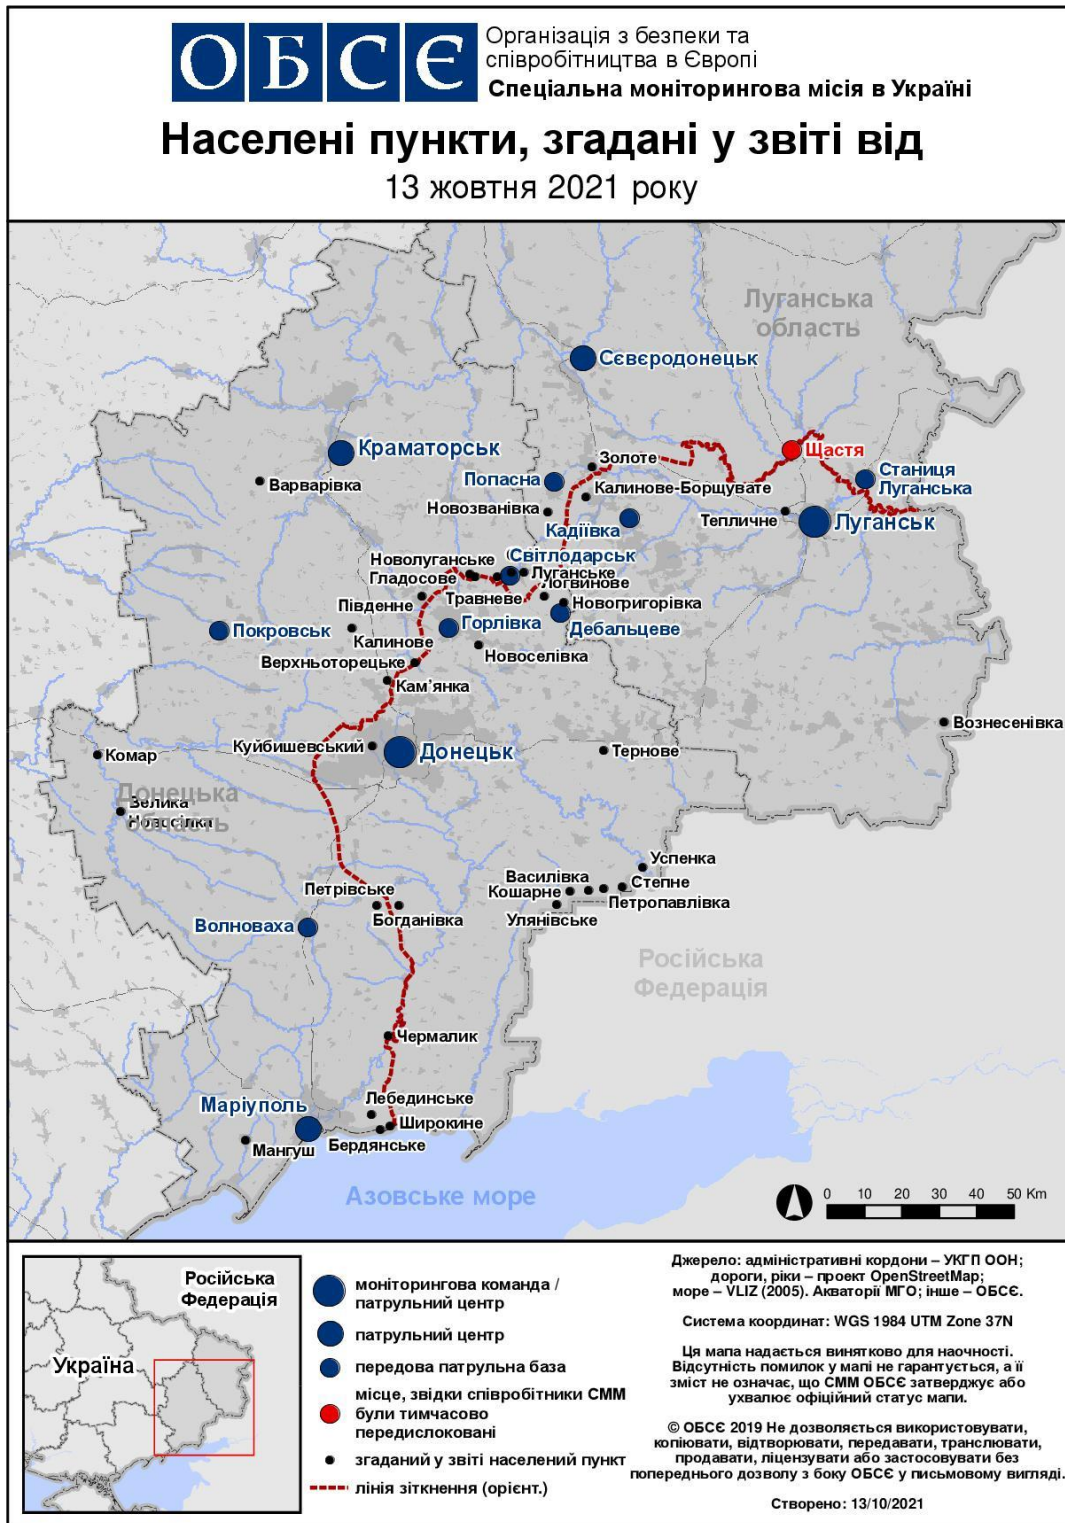 ОБСЄ
Організація з безпеки та
співробітництва в Європі
Спеціальна моніторингова місія в Україні
Населені пункти, згадані у звіті від
13 жовтня 2021 року
Луганська
область
Сєвєродонецьк
Краматорськ
Щастя
Золоте
Станиця
Луганська
Варварівка
Попасна
Калинове-Борщувате
Новозванівка
Тепличне
Луганськ
Кадіївка
Світлодарськ
Новолуганське
Гладосове
Луганське
Логвинове
Південне
Травневе
Новогригорівка
Покровськ
Горлівка
Дебальцеве
Калинове
Новоселівка
Верхньоторецьке
Кам'янка
Вознесенівка
Куйбишевський
Донецьк
Тернове
Комар
Донецька
область
Велика
Новосілка
Успенка
Василівка
Степне
Кошарне
Петропавлівка
Улянівське
Петрівське
Богданівка
Волноваха
Російська
Федерація
Чермалик
Лебединське
Маріуполь
Широкине
Бердянське
Мангуш
Азовське море
0 10 20 30 40 50 Km
Російська
Федерація
Україна
моніторингова команда /
патрульний центр
патрульний центр
передова патрульна база
місце, звідки співробітники СММ
були тимчасово
передислоковані
згаданий у звіті населений пункт
лінія зіткнення (орієнт.)
Джерело: адміністративні кордони – УКГП ООН;
дороги, ріки – проект OpenStreetMap;
море – VLIZ (2005). Акваторії МГО; інше – ОБСЄ.
Система координат: WGS 1984 UTM Zone 37N
Ця мапа надається винятково для наочності.
Відсутність помилок у мапі не гарантується, а її
зміст не означає, що СММ ОБСЄ затверджує або
ухвалює офіційний статус мапи.
© ОБСЄ 2019 Не дозволяється використовувати,
копіювати, відтворювати, передавати, транслювати,
продавати, ліцензувати або застосовувати без
попереднього дозволу з боку ОБСЄ у письмовому вигляді.
Створено: 13/10/2021